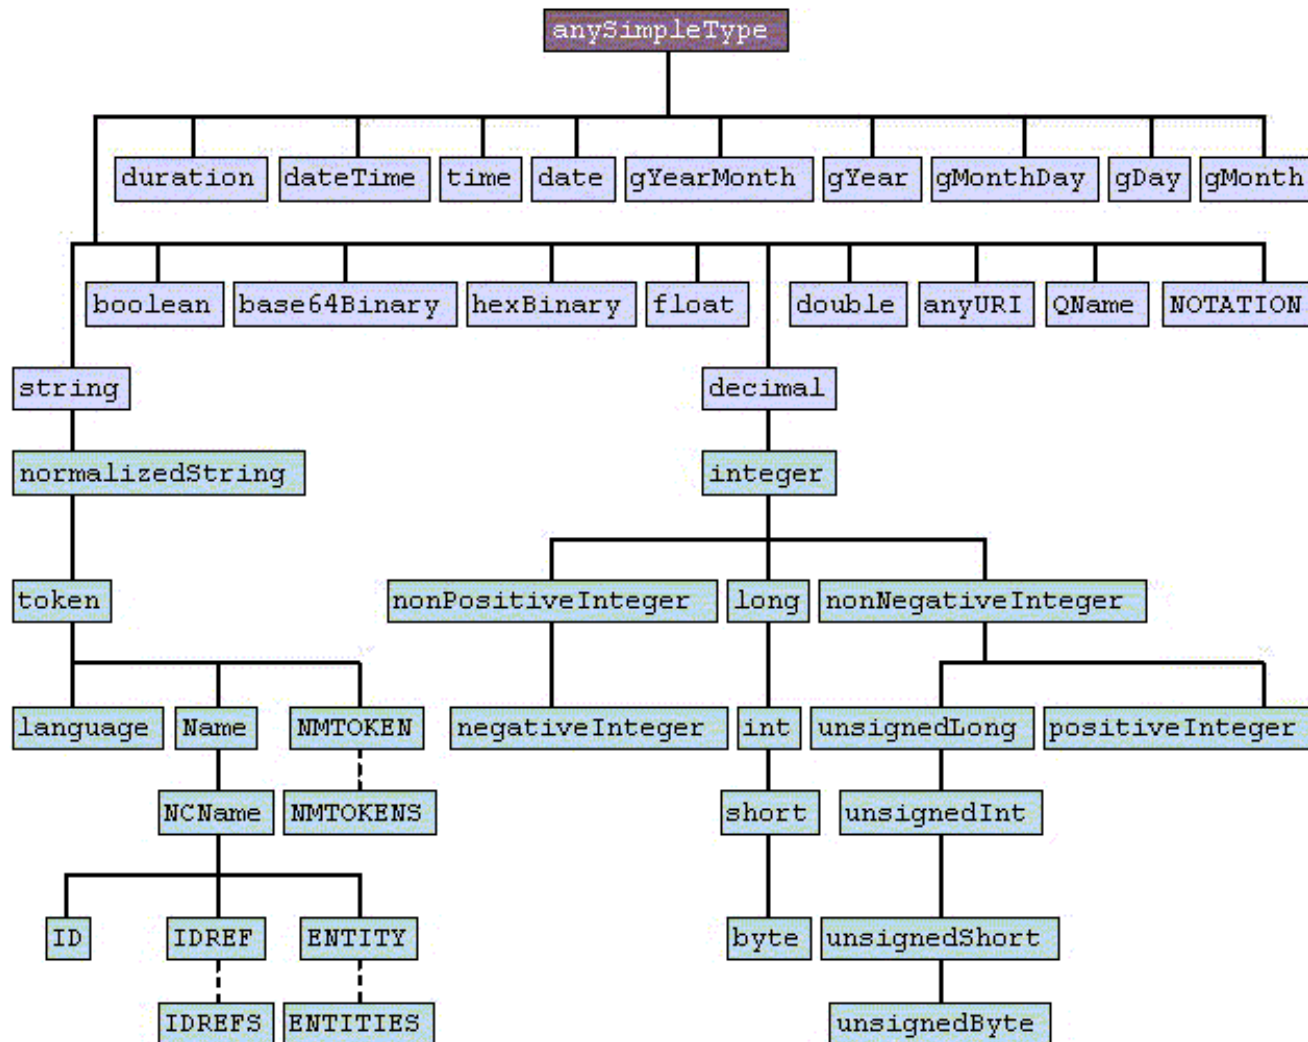 anySimpleType
duration dateTime time date gYearMonth gYear gMonthDay gDay gMonth
boolean base64Binary hexBinary float double anyURI QName NOTATION
string decimal
normalizedString integer
token nonPositiveInteger long nonNegativeInteger
language Name NMTOKEN negativeInteger int unsignedLong positiveInteger
NCName NMTOKENS short unsignedInt
ID IDREF ENTITY byte unsignedShort
IDREFS ENTITIES unsignedByte